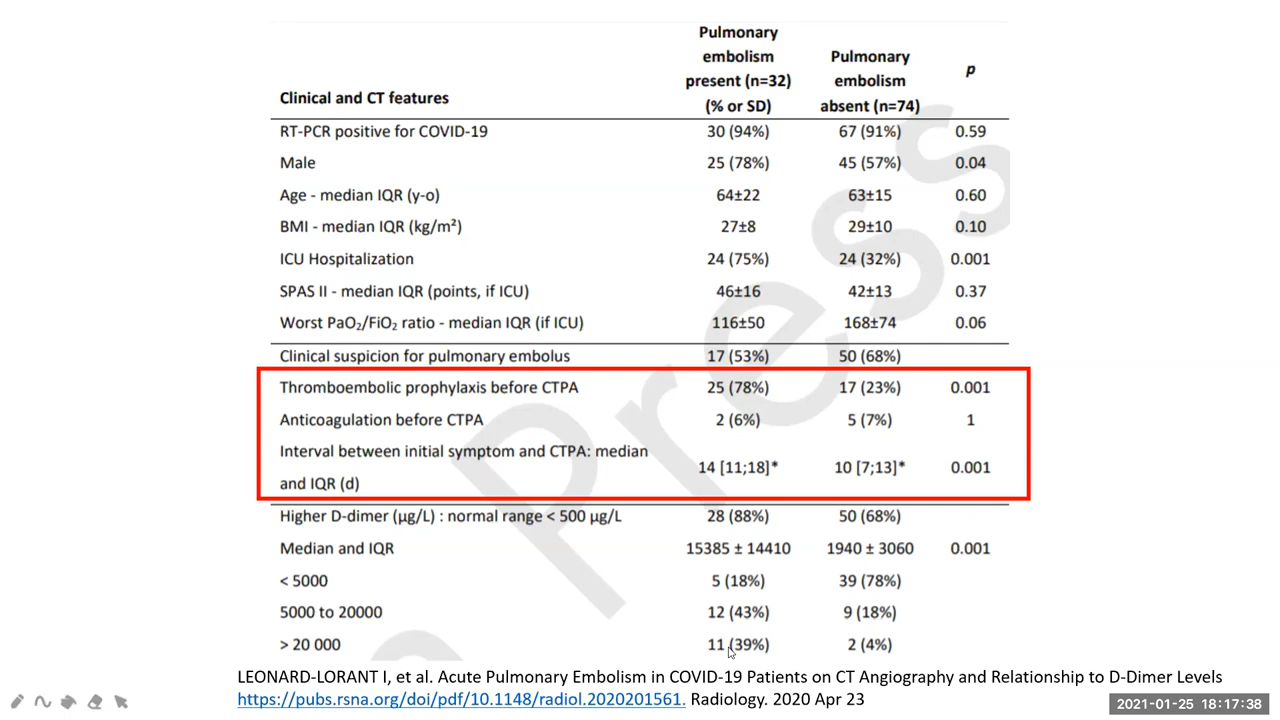 Clinical and CT features Pulmonary embolism present (n=32) (% or SD) Pulmonary embolism absent (n=74) p
RT-PCR positive for COVID-19 30 (94%) 67 (91%) 0.59
Male 25 (78%) 45 (57%) 0.04
Age - median IQR (y-o) 64±22 63±15 0.60
BMI - median IQR (kg/m²) 27±8 29±10 0.10
ICU Hospitalization 24 (75%) 24 (32%) 0.001
SPAS II - median IQR (points, if ICU) 46±16 42±13 0.37
Worst PaO₂/FiO₂ ratio - median IQR (if ICU) 116±50 168±74 0.06
Clinical suspicion for pulmonary embolus 17 (53%) 50 (68%)
Thromboembolic prophylaxis before CTPA 25 (78%) 17 (23%) 0.001
Anticoagulation before CTPA 2 (6%) 5 (7%) 1
Interval between initial symptom and CTPA: median
and IQR (d) 14 [11;18]* 10 [7;13]* 0.001
Higher D-dimer (µg/L) : normal range < 500 µg/L 28 (88%) 50 (68%)
Median and IQR 15385 ± 14410 1940 ± 3060 0.001
< 5000 5 (18%) 39 (78%)
5000 to 20000 12 (43%) 9 (18%)
> 20 000 11 (39%) 2 (4%)
Press
LEONARD-LORANT I, et al. Acute Pulmonary Embolism in COVID-19 Patients on CT Angiography and Relationship to D-Dimer Levels
https://pubs.rsna.org/doi/pdf/10.1148/radiol.2020201561. Radiology. 2020 Apr 23
2021-01-25 18:17:38